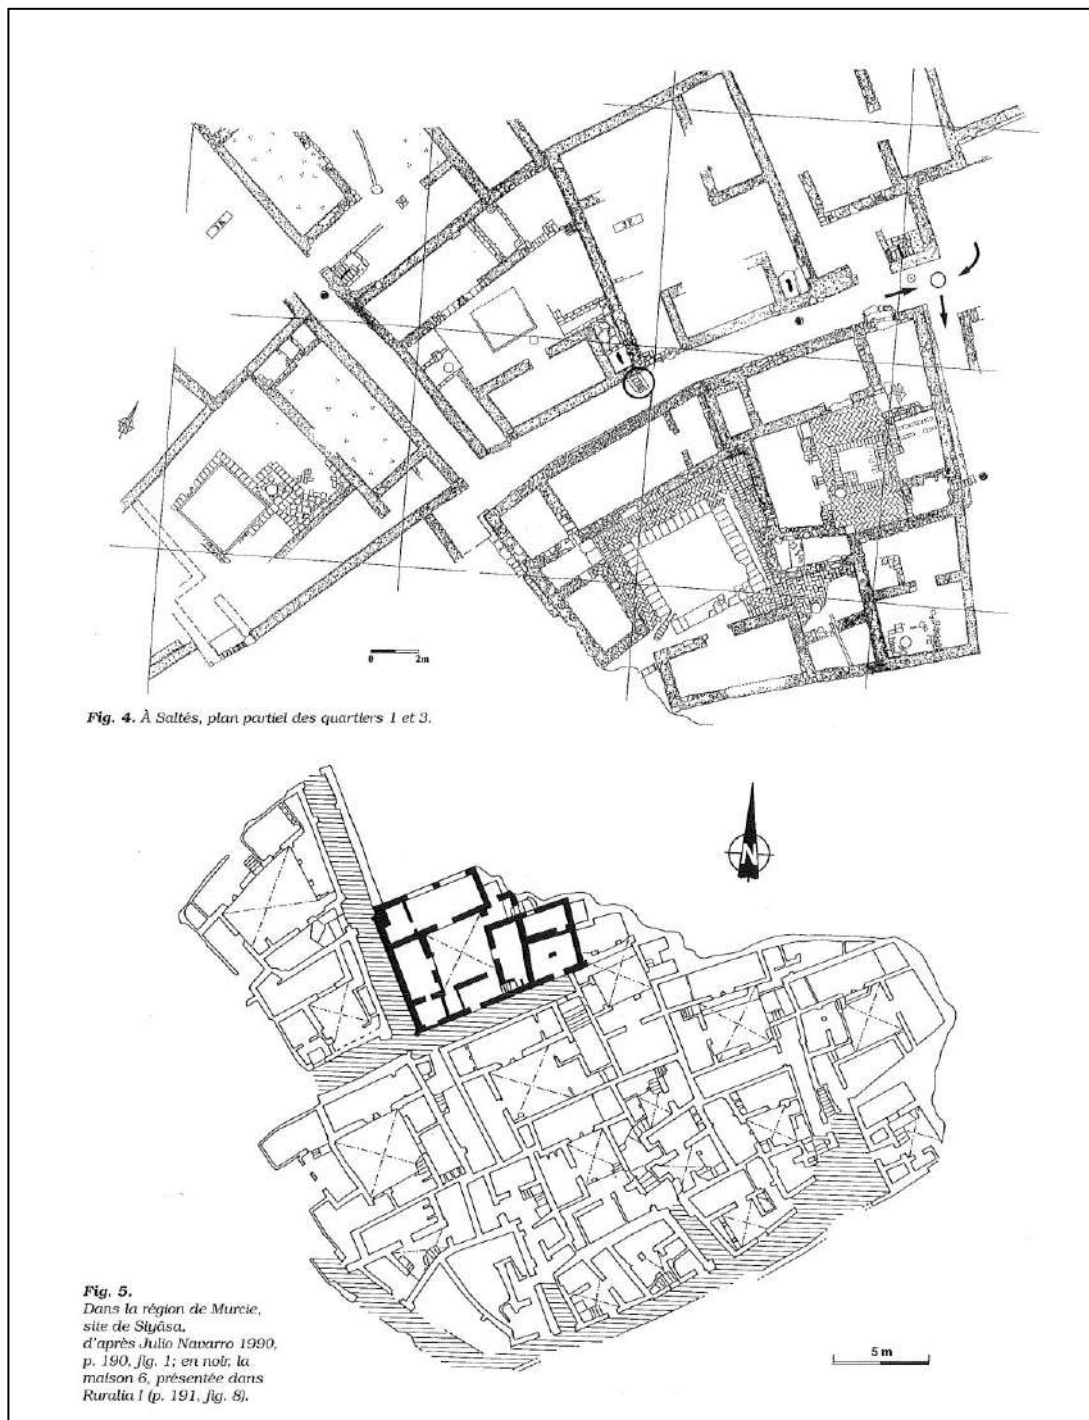 0 2m
Fig. 4. À Saltés, plan partiel des quartiers 1 et 3.
N
Fig. 5.
Dans la région de Murcie,
site de Siyâsa,
d'après Julio Navarro 1990,
p. 190, fig. 1; en noir, la
maison 6, présentée dans
Ruralia I (p. 191, fig. 8).
5 m